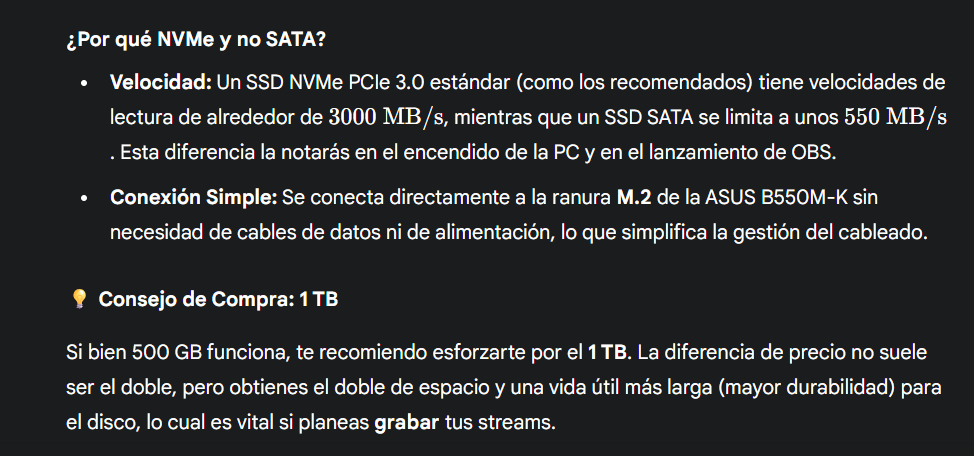 ¿Por qué NVMe y no SATA?
• Velocidad: Un SSD NVMe PCIe 3.0 estándar (como los recomendados) tiene velocidades de
lectura de alrededor de 3000 MB/s, mientras que un SSD SATA se limita a unos 550 MB/s
. Esta diferencia la notarás en el encendido de la PC y en el lanzamiento de OBS.
• Conexión Simple: Se conecta directamente a la ranura M.2 de la ASUS B550M-K sin
necesidad de cables de datos ni de alimentación, lo que simplifica la gestión del cableado.
💡 Consejo de Compra: 1 TB
Si bien 500 GB funciona, te recomiendo esforzarte por el 1 TB. La diferencia de precio no suele
ser el doble, pero obtienes el doble de espacio y una vida útil más larga (mayor durabilidad) para
el disco, lo cual es vital si planeas grabar tus streams.